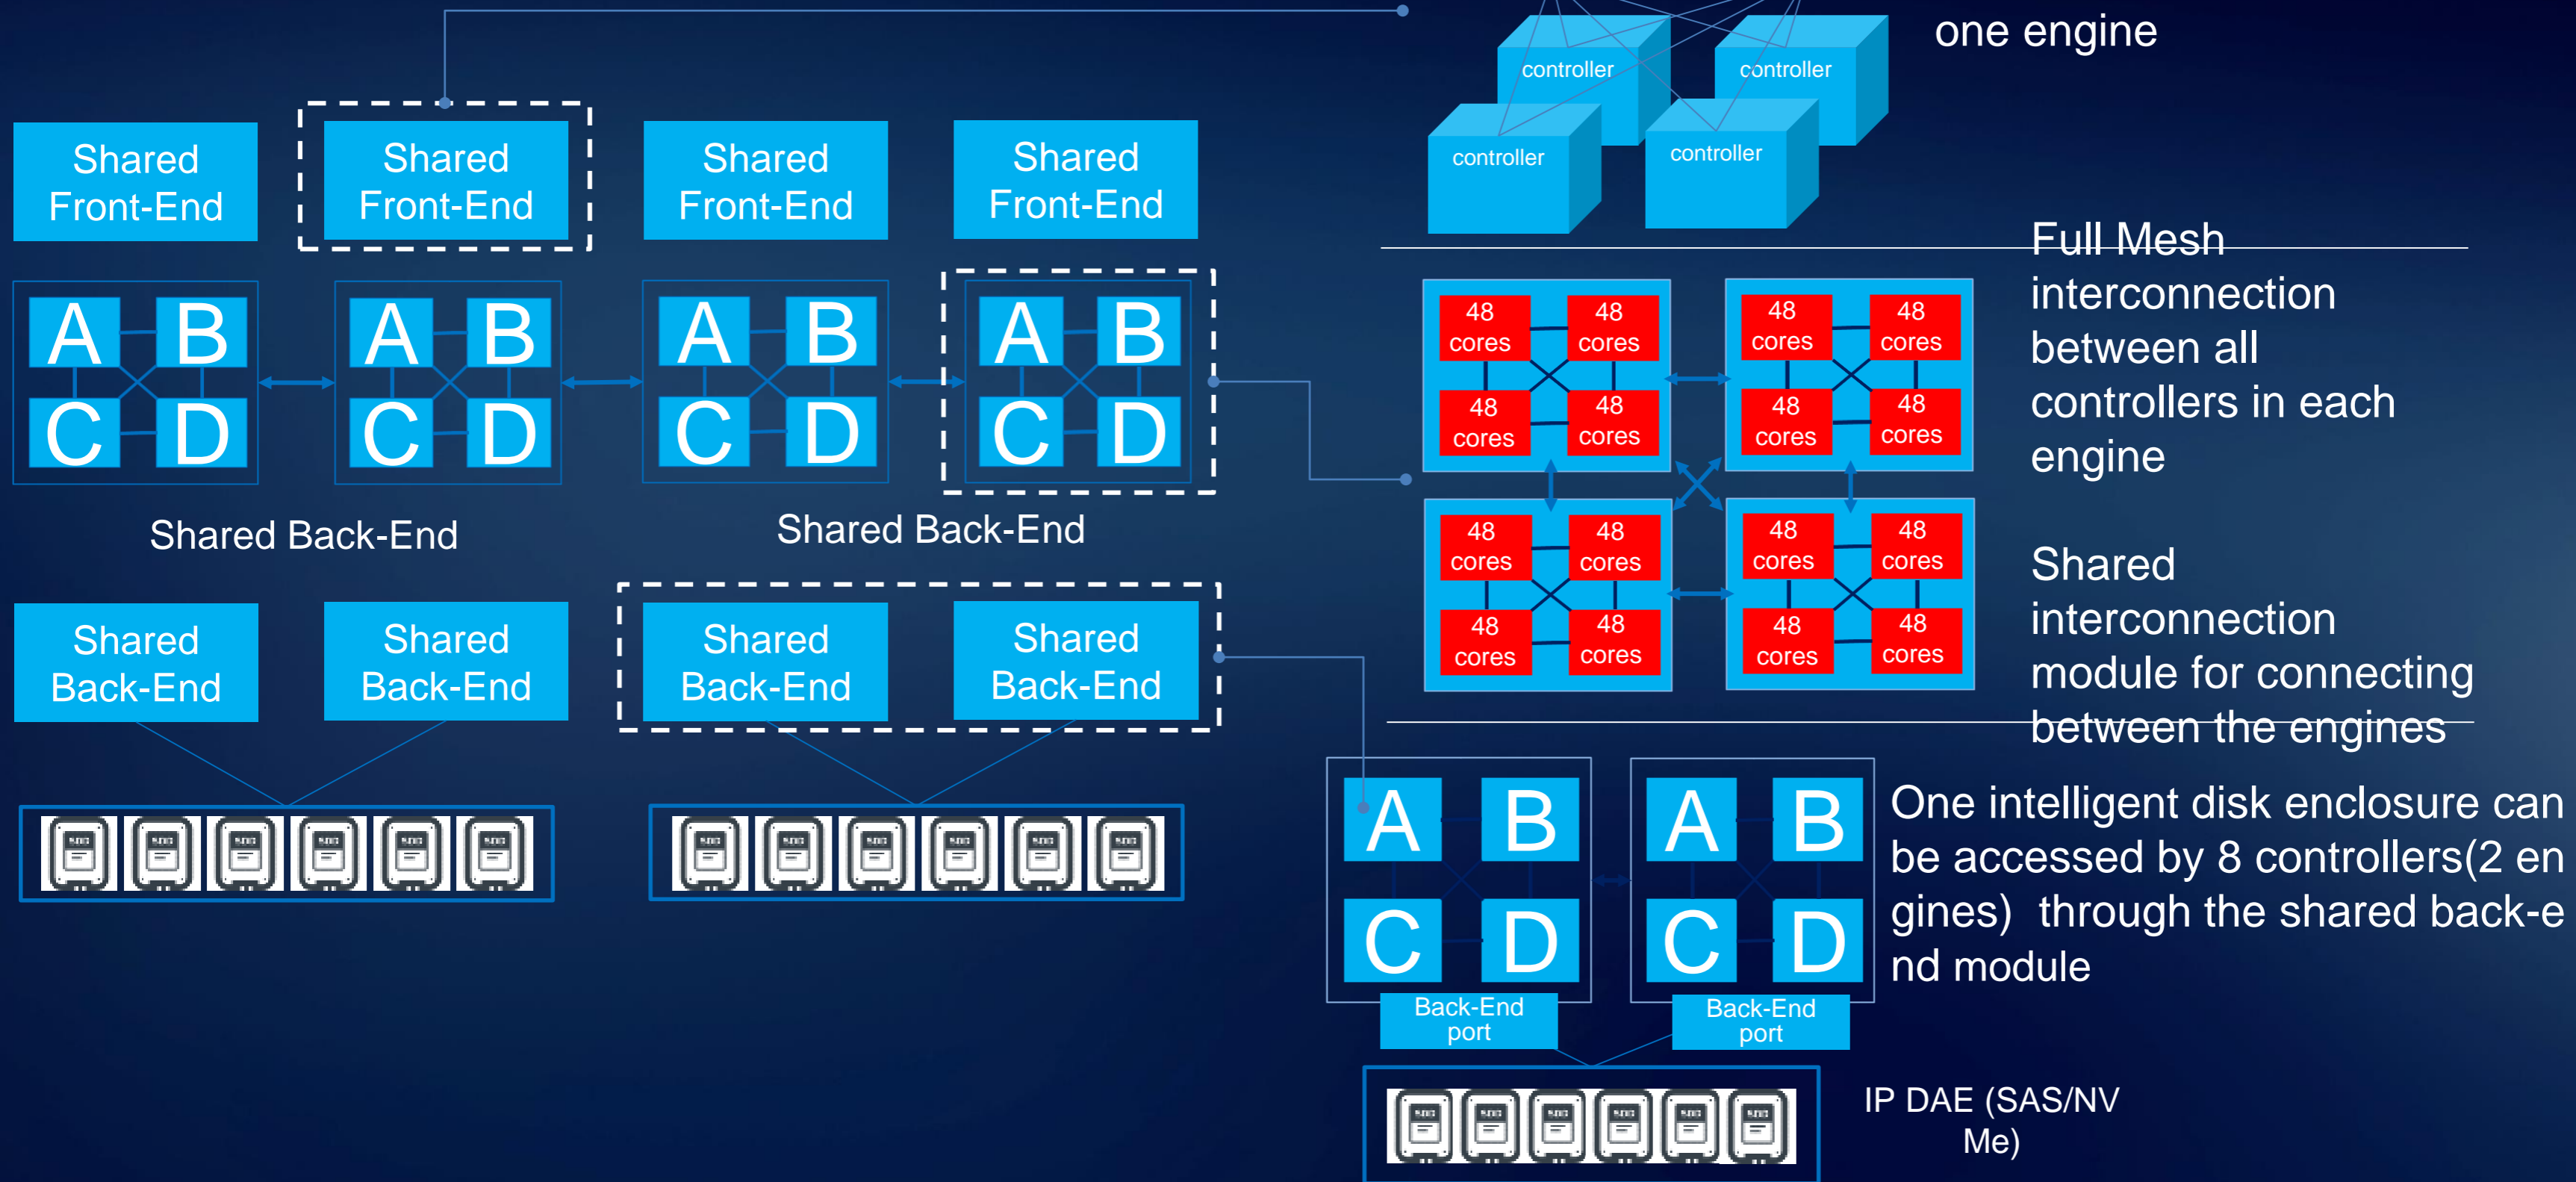 one engine
controller
controller
controller
controller
Shared
Front-End
Shared
Front-End
Shared
Front-End
Shared
Front-End
A B
C D
A B
C D
A B
C D
A B
C D
Shared Back-End
Shared Back-End
Shared
Back-End
Shared
Back-End
Shared
Back-End
Shared
Back-End
48
cores
48
cores
48
cores
48
cores
48
cores
48
cores
48
cores
48
cores
48
cores
48
cores
48
cores
48
cores
48
cores
48
cores
48
cores
48
cores
Full Mesh
interconnection
between all
controllers in each
engine
Shared
interconnection
module for connecting
between the engines
A B
C D
A B
C D
Back-End
port
Back-End
port
One intelligent disk enclosure can
be accessed by 8 controllers(2 en
gines) through the shared back-e
nd module
IP DAE (SAS/NV
Me)